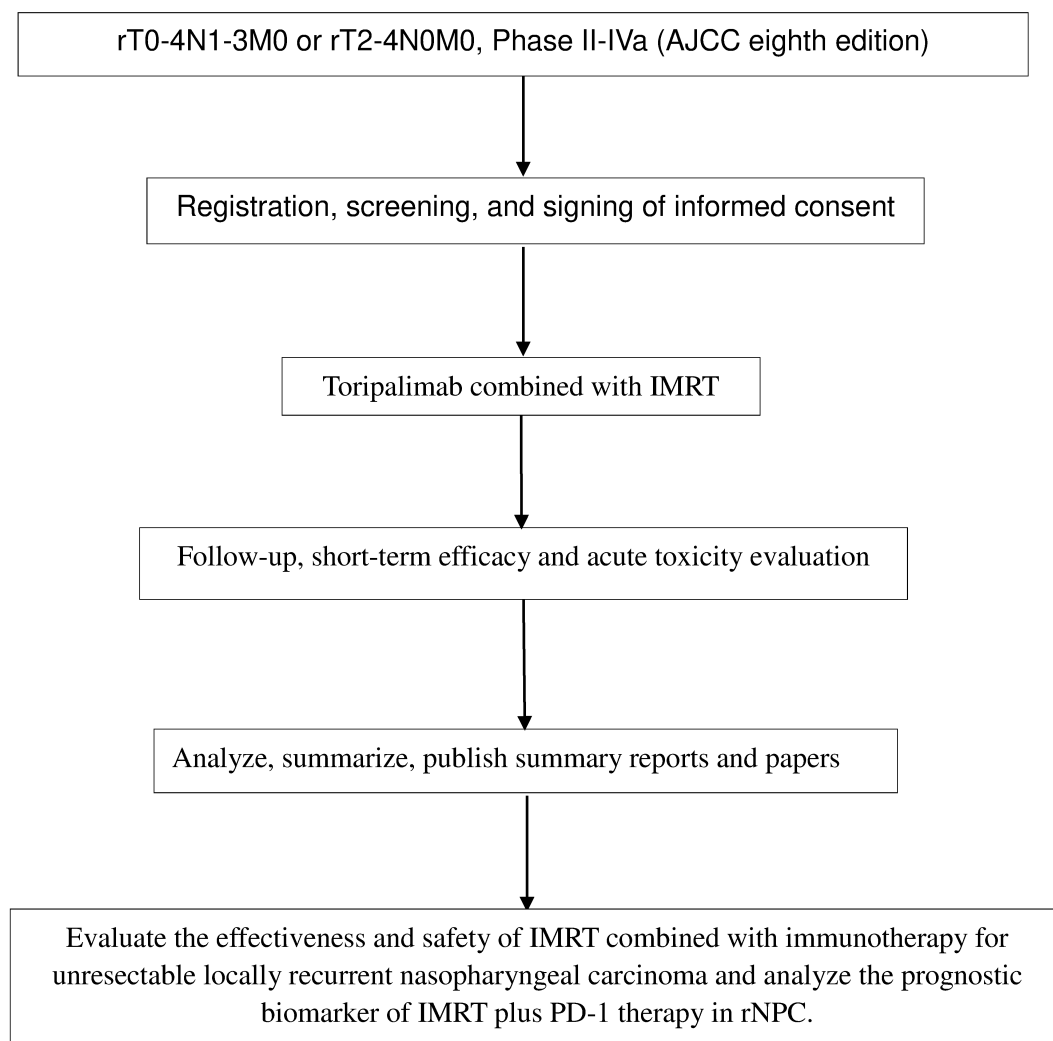 rT0-4N1-3M0 or rT2-4N0M0, Phase II-IVa (AJCC eighth edition)
Registration, screening, and signing of informed consent
Toripalimab combined with IMRT
Follow-up, short-term efficacy and acute toxicity evaluation
Analyze, summarize, publish summary reports and papers
Evaluate the effectiveness and safety of IMRT combined with immunotherapy for
unresectable locally recurrent nasopharyngeal carcinoma and analyze the prognostic
biomarker of IMRT plus PD-1 therapy in rNPC.